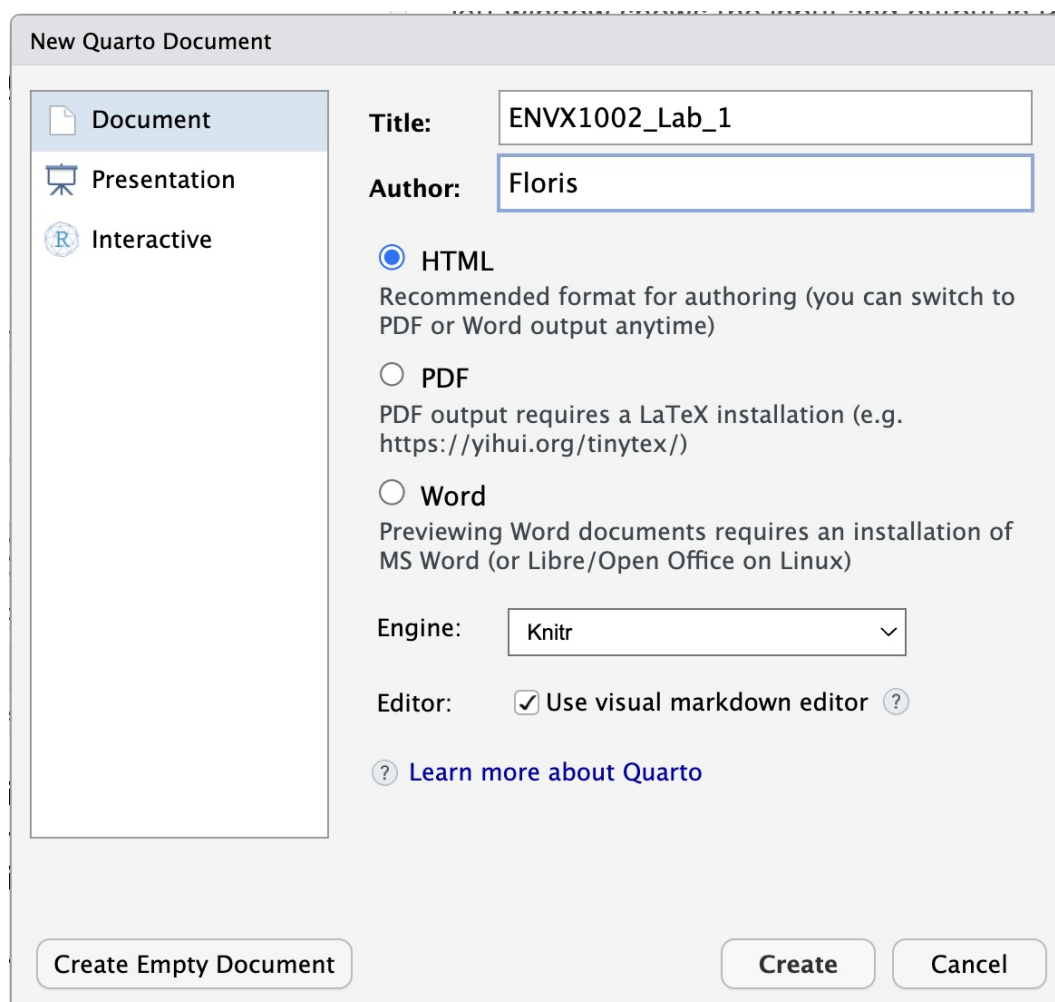 New Quarto Document
Document
Presentation
Interactive
Title:
ENVX1002_Lab_1
Author:
Floris
HTML
Recommended format for authoring (you can switch to
PDF or Word output anytime)
PDF
PDF output requires a LaTeX installation (e.g.
https://yihui.org/tinytex/)
Word
Previewing Word documents requires an installation of
MS Word (or Libre/Open Office on Linux)
Engine:
Knitr
Editor:
Use visual markdown editor ?
? Learn more about Quarto
Create Empty Document
Create
Cancel